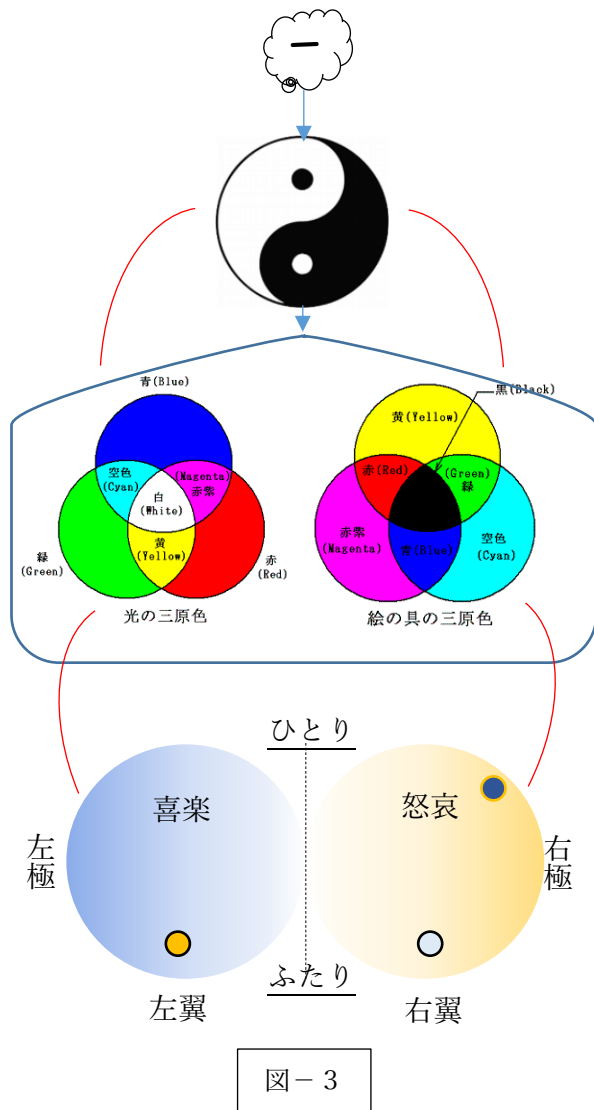 一
青(Blue)
空色
(Cyan)
(Magenta)
赤紫
白
(White)
黄
(Yellow)
緑
(Green)
赤
(Red)
光の三原色
黒(Black)
黄(Yellow)
赤(Red)
(Green)
緑
赤紫
(Magenta)
青(Blue)
空色
(Cyan)
絵の具の三原色
ひとり
喜楽
怒哀
左極
右極
ふたり
左翼
右翼
図－３